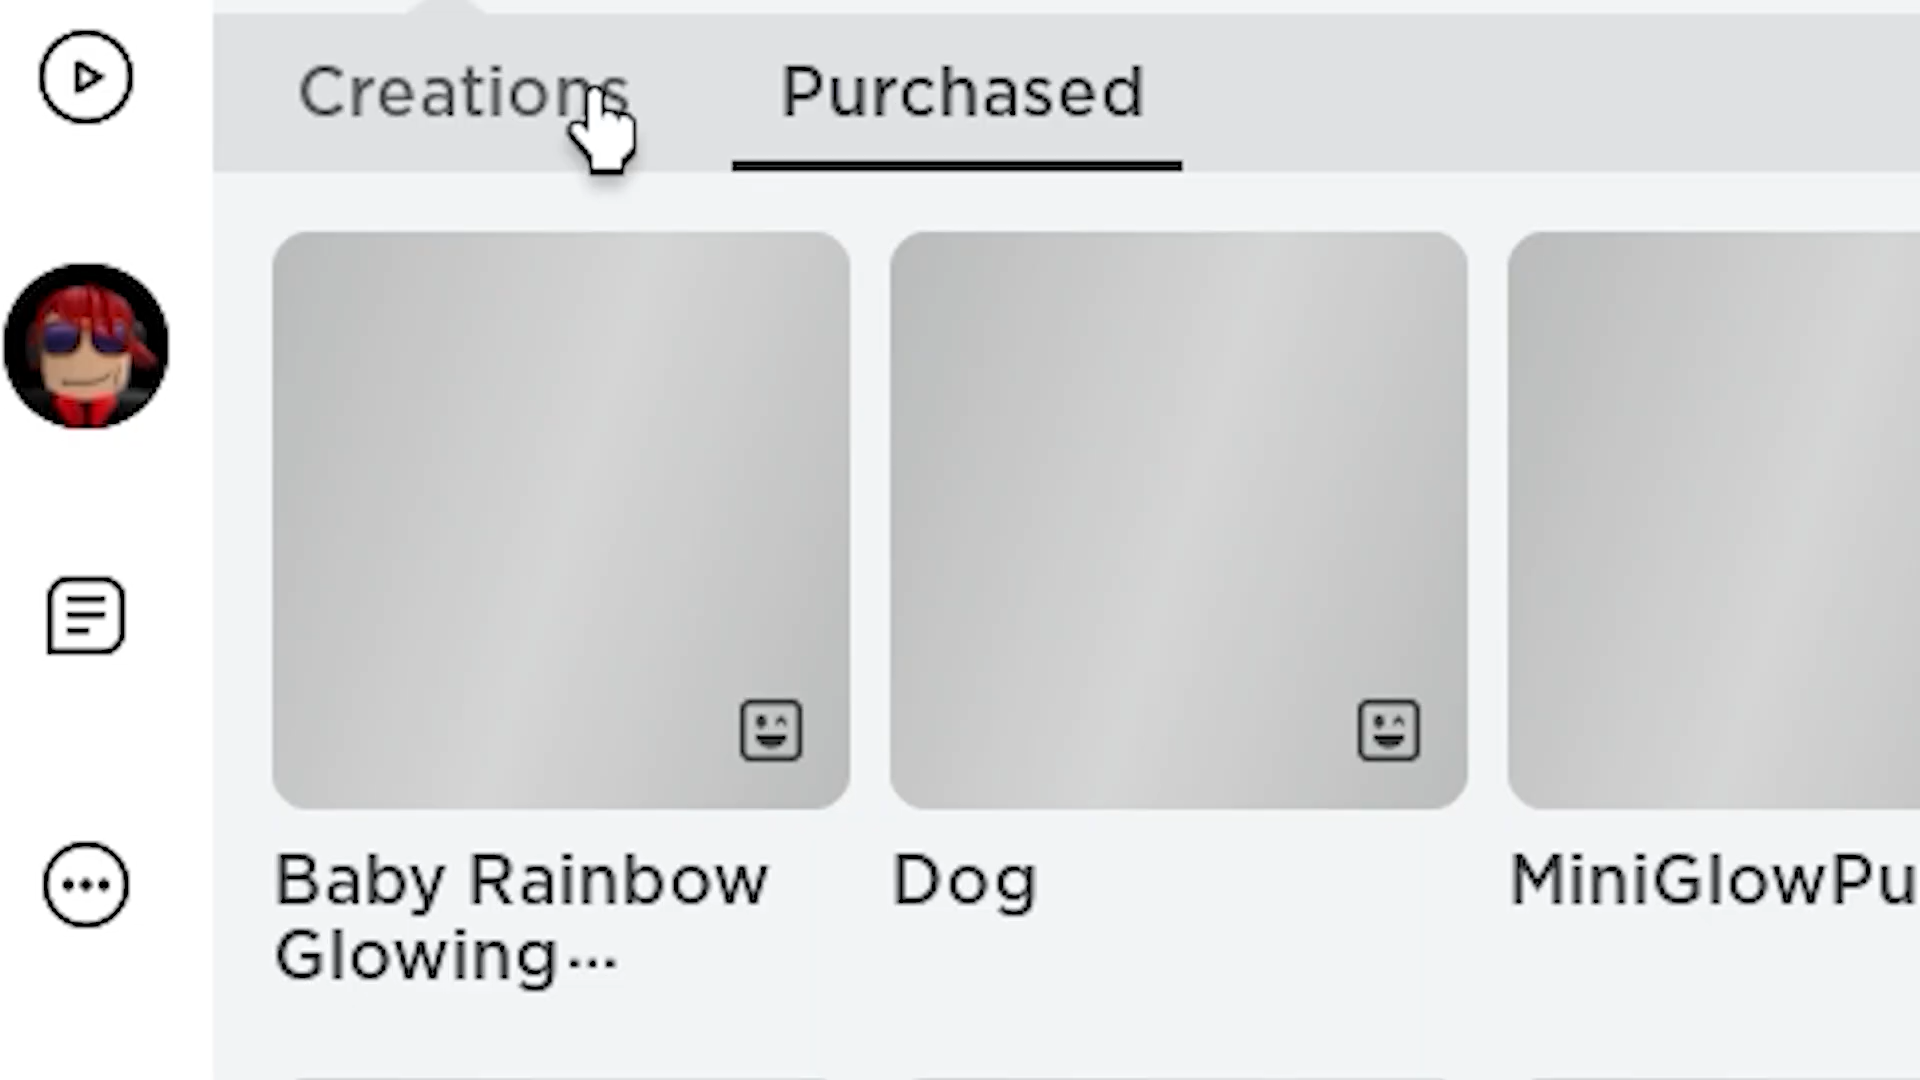 Creations
Purchased
Baby Rainbow
Glowing...
Dog
MiniGlowPu